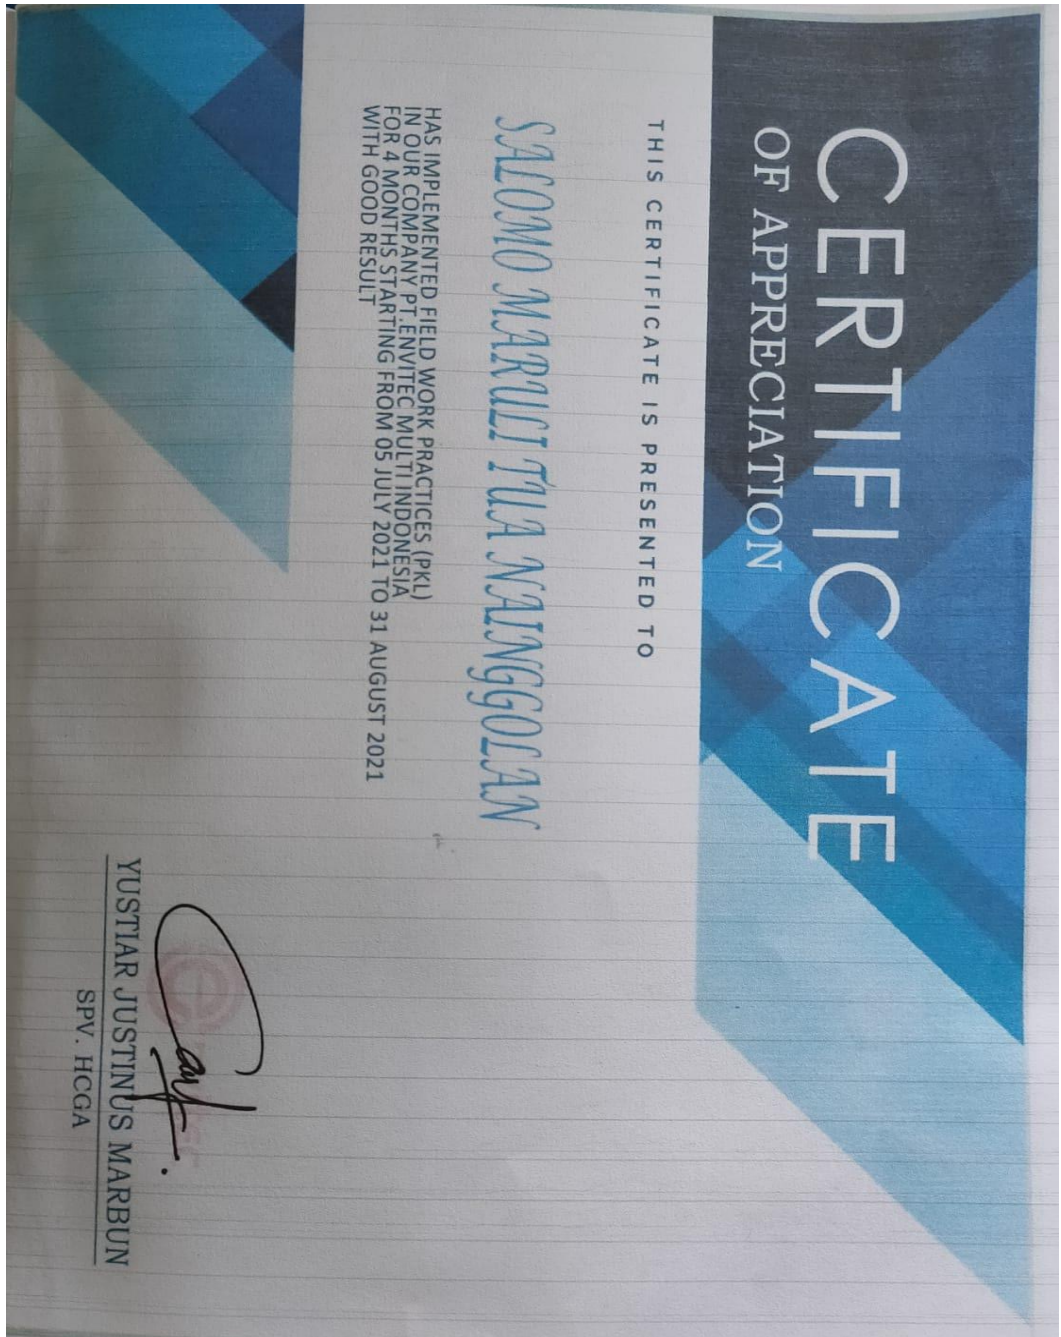 CERTIFICATE
OF APPRECIATION
THIS CERTIFICATE IS PRESENTED TO
SALOMO MARULI TUA NAINGGOLAN
HAS IMPLEMENTED FIELD WORK PRACTICES (PKL)
IN OUR COMPANY PT.ENVITEC MULTI INDONESIA
FOR 4 MONTHS STARTING FROM 05 JULY 2021 TO 31 AUGUST 2021
WITH GOOD RESULT
YUSTIAR JUSTINUS MARBUN
SPV. HCGA